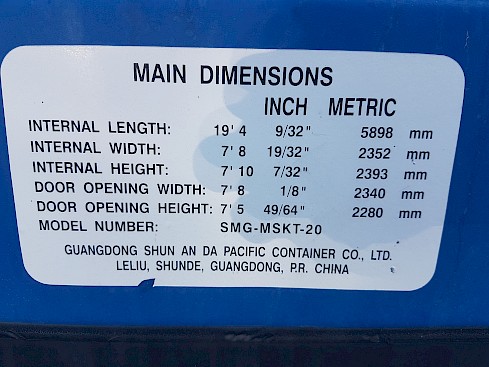 MAIN DIMENSIONS
INCH METRIC
INTERNAL LENGTH: 19' 4 9/32" 5898 mm
INTERNAL WIDTH: 7' 8 19/32" 2352 mm
INTERNAL HEIGHT: 7' 10 7/32" 2393 mm
DOOR OPENING WIDTH: 7' 8 1/8" 2340 mm
DOOR OPENING HEIGHT: 7' 5 49/64" 2280 mm
MODEL NUMBER: SMG-MSKT-20
GUANGDONG SHUN AN DA PACIFIC CONTAINER CO., LTD.
LELIU, SHUNDE, GUANGDONG, P.R. CHINA